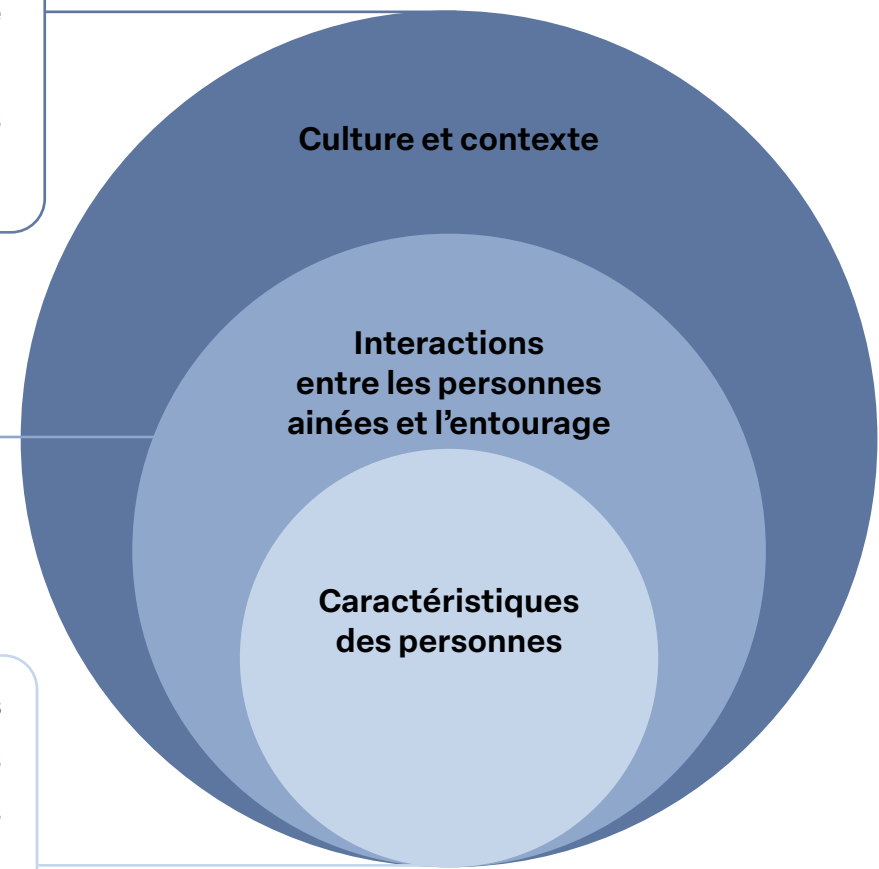 Culture et contexte
Interactions
entre les personnes
ainées et l'entourage
Caractéristiques
des personnes